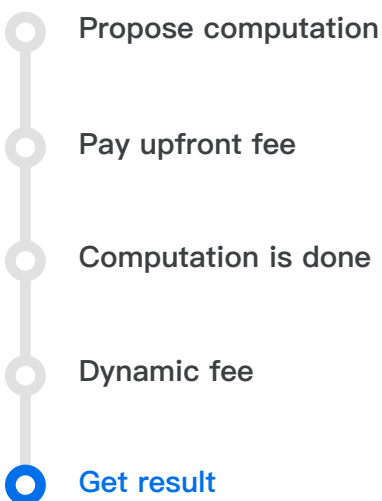 Propose computation
Pay upfront fee
Computation is done
Dynamic fee
Get result